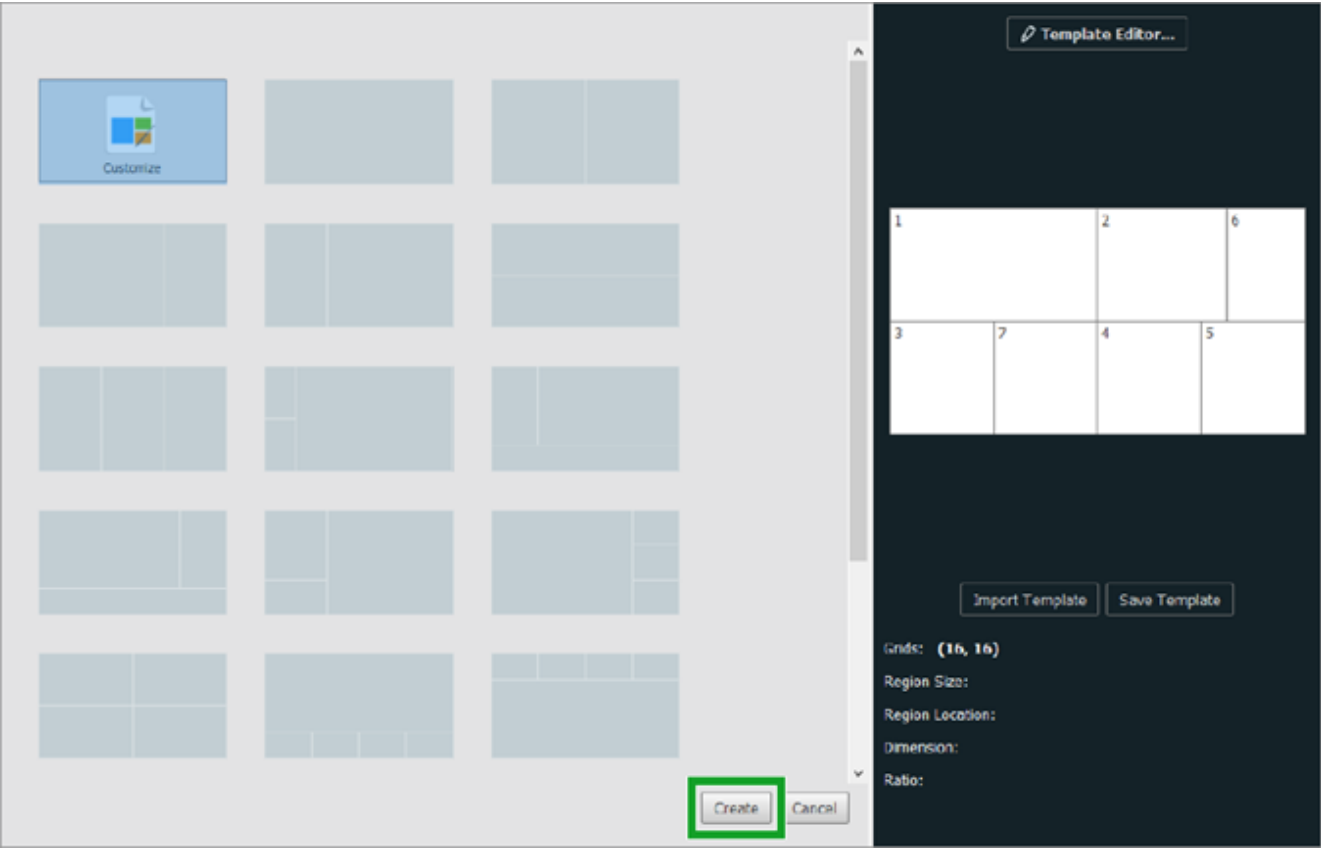 Template Editor...
Customize
1 2 6
3 7 4 5
Import Template Save Template
Grids: (16, 16)
Region Size:
Region Location:
Dimension:
Ratio:
Create Cancel